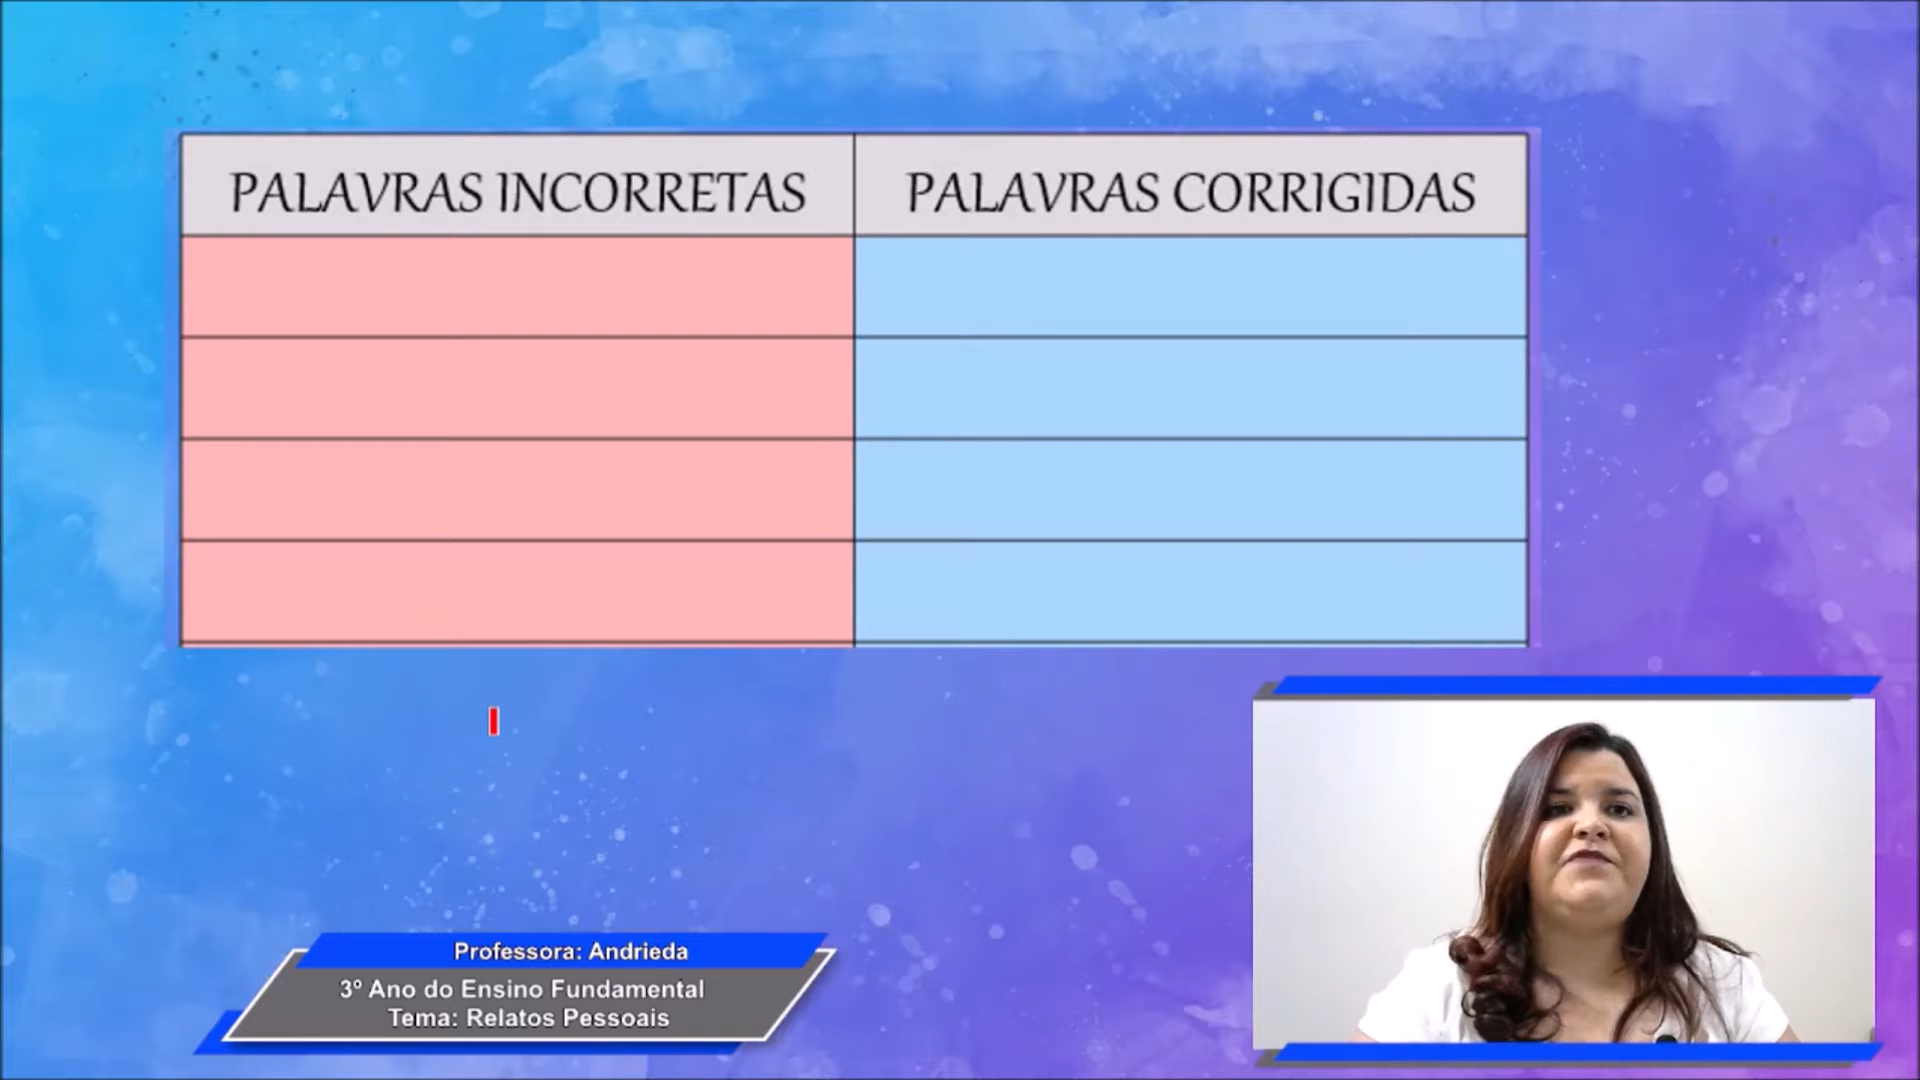 PALAVRAS INCORRETAS
PALAVRAS CORRIGIDAS
Professora: Andrieda
3º Ano do Ensino Fundamental
Tema: Relatos Pessoais